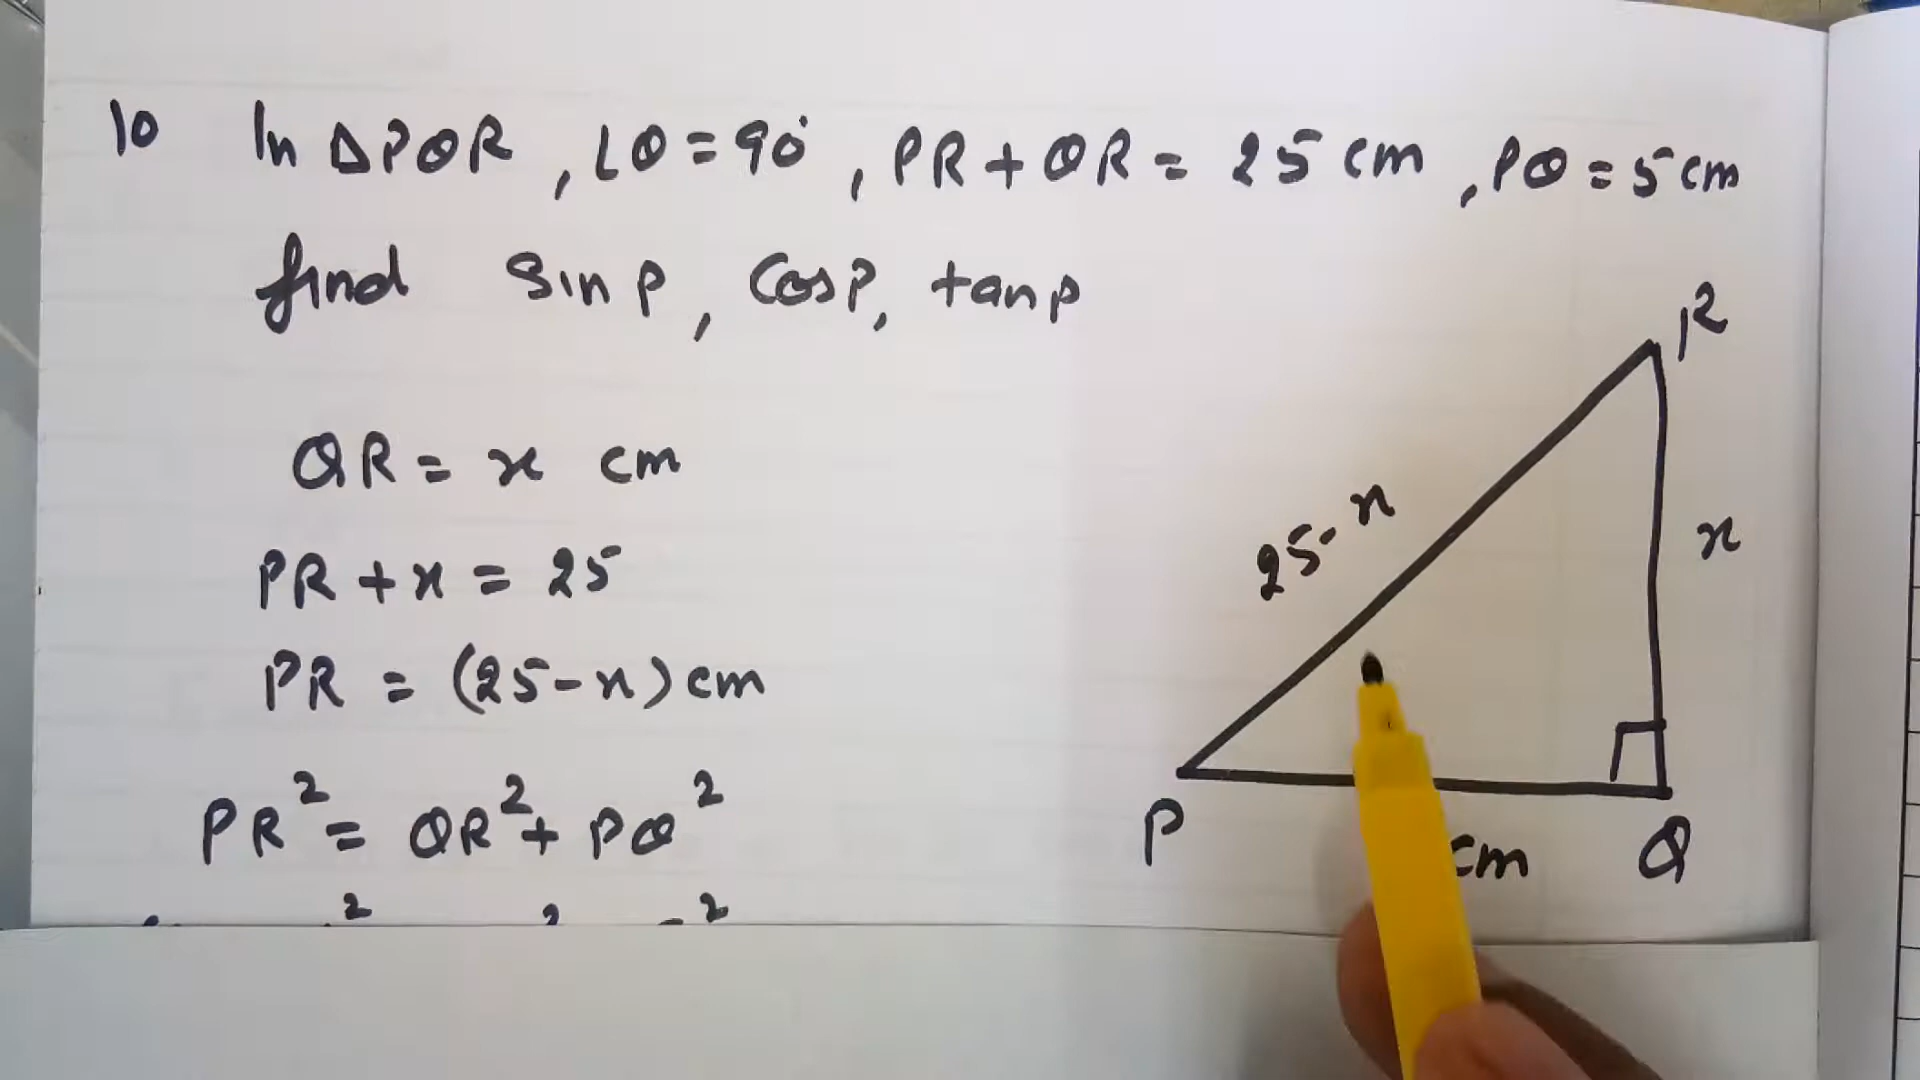 10 In ΔPQR, ∠Q = 90°, PR + QR = 25 cm, PQ = 5 cm
find sin P, Cos P, tan P
R
QR = x cm
25-x
x
PR + x = 25
PR = (25-x) cm
PR² = QR² + PQ²
P
cm
Q